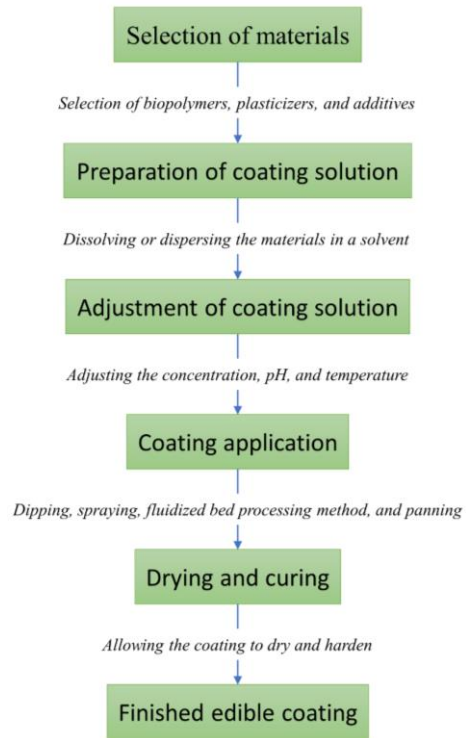 Selection of materials
Selection of biopolymers, plasticizers, and additives
Preparation of coating solution
Dissolving or dispersing the materials in a solvent
Adjustment of coating solution
Adjusting the concentration, pH, and temperature
Coating application
Dipping, spraying, fluidized bed processing method, and panning
Drying and curing
Allowing the coating to dry and harden
Finished edible coating